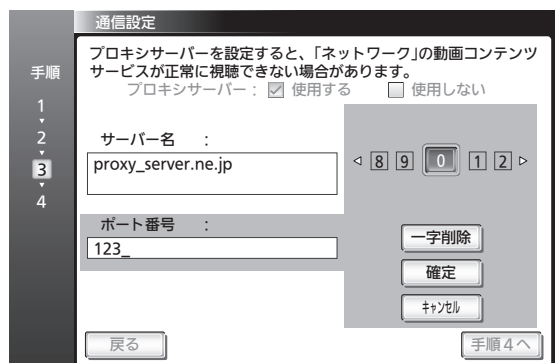 通信設定
プロキシサーバーを設定すると、「ネットワーク」の動画コンテンツ
サービスが正常に視聴できない場合があります。
プロキシサーバー： 使用する 使用しない
手順
1
2
3
4
サーバー名 ：
proxy_server.ne.jp
8 9 0 1 2
ポート番号 ：
123_
一字削除
確定
ｷｬﾝｾﾙ
戻る
手順４へ